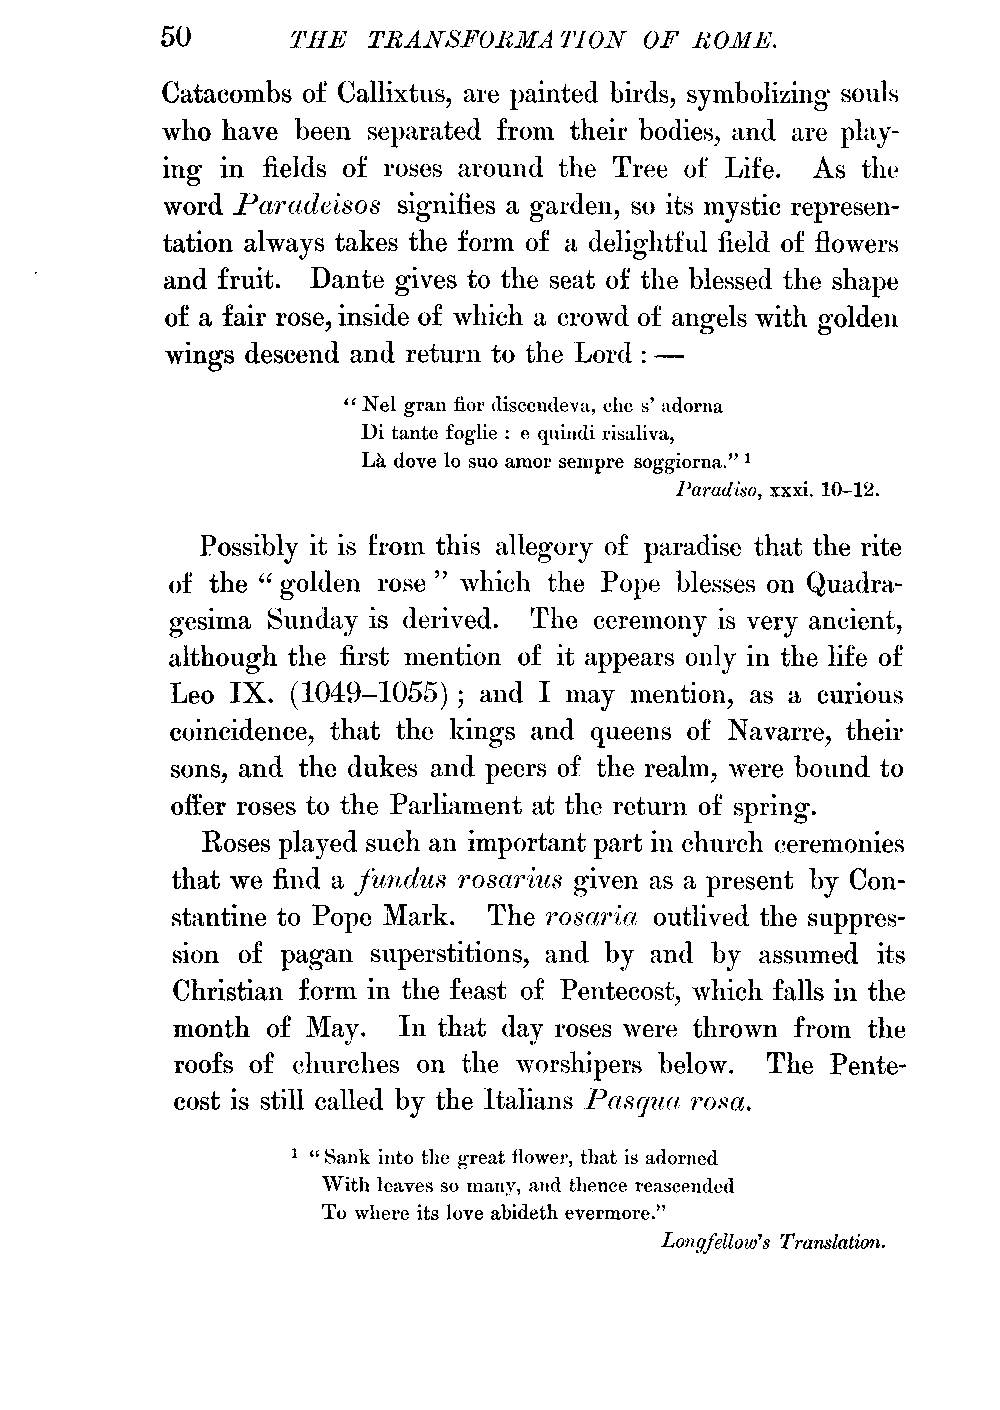 50 THE TRANSFORMATION OF ROME.
Catacombs of Callixtus, are painted birds, symbolizing souls
who have been separated from their bodies, and are play-
ing in fields of roses around the Tree of Life. As the
word Paradeisos signifies a garden, so its mystic represen-
tation always takes the form of a delightful field of flowers
and fruit. Dante gives to the seat of the blessed the shape
of a fair rose, inside of which a crowd of angels with golden
wings descend and return to the Lord : —
“ Nel gran fior discendeva, che s’ adorna
Di tante foglie : e quindi risaliva,
Là dove lo suo amor sempre soggiorna.” 1
Paradiso, xxxi. 10–12.
Possibly it is from this allegory of paradise that the rite
of the “ golden rose ” which the Pope blesses on Quadra-
gesima Sunday is derived. The ceremony is very ancient,
although the first mention of it appears only in the life of
Leo IX. (1049–1055) ; and I may mention, as a curious
coincidence, that the kings and queens of Navarre, their
sons, and the dukes and peers of the realm, were bound to
offer roses to the Parliament at the return of spring.
Roses played such an important part in church ceremonies
that we find a fundus rosarius given as a present by Con-
stantine to Pope Mark. The rosaria outlived the suppres-
sion of pagan superstitions, and by and by assumed its
Christian form in the feast of Pentecost, which falls in the
month of May. In that day roses were thrown from the
roofs of churches on the worshipers below. The Pente-
cost is still called by the Italians Pasqua rosa.
1 “ Sank into the great flower, that is adorned
With leaves so many, and thence reascended
To where its love abideth evermore.”
Longfellow’s Translation.